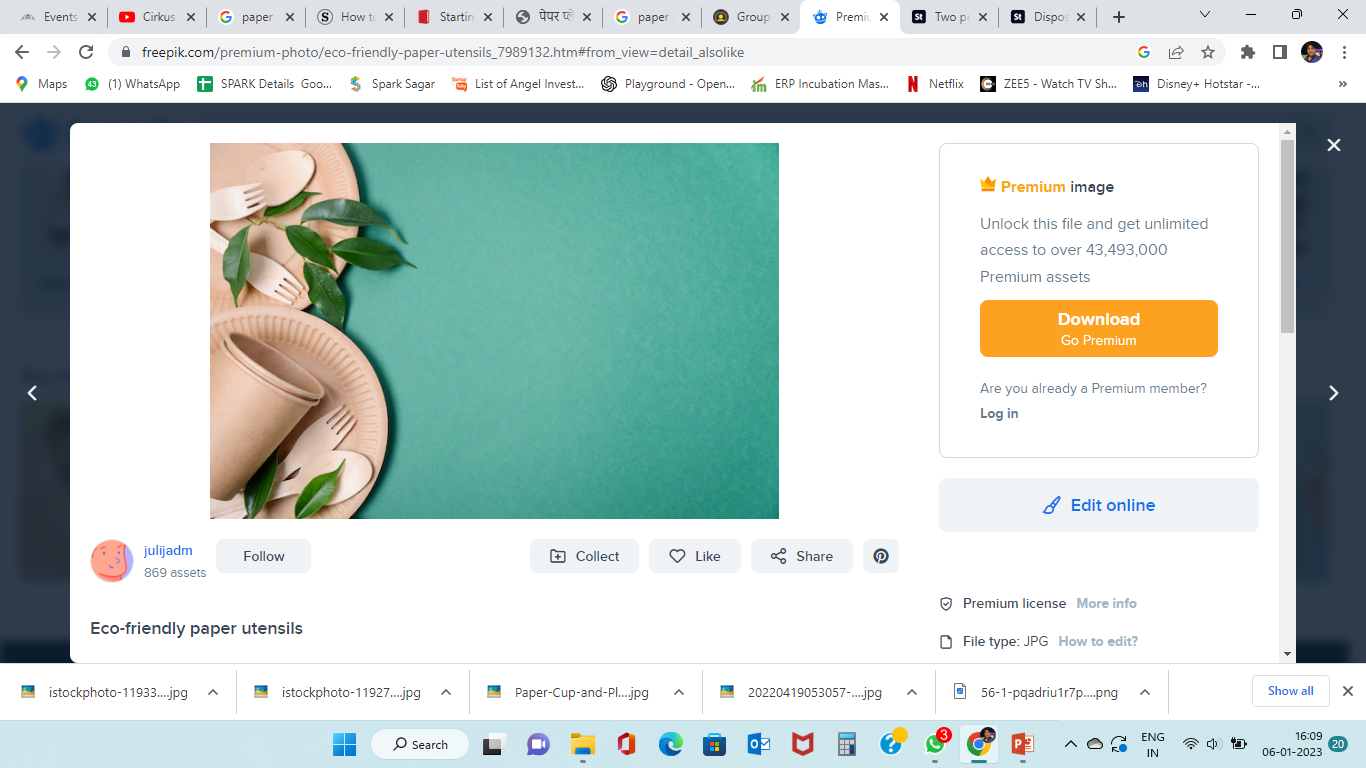 Events
Cirkus
paper
How to
Startin
पेपर प्ले
paper
Group
Premiu
Two pe
Dispos
freepik.com/premium-photo/eco-friendly-paper-utensils_7989132.htm#from_view=detail_alsolike
Maps
(1) WhatsApp
SPARK Details Goo...
Spark Sagar
List of Angel Invest...
Playground - Open...
ERP Incubation Mas...
Netflix
ZEE5 - Watch TV Sh...
Disney+ Hotstar -...
»
Premium image
Unlock this file and get unlimited
access to over 43,493,000
Premium assets
Download
Go Premium
Are you already a Premium member?
Log in
Edit online
julijadm
869 assets
Follow
Collect
Like
Share
Eco-friendly paper utensils
Premium license More info
File type: JPG How to edit?
istockphoto-11933....jpg
istockphoto-11927....jpg
Paper-Cup-and-Pl....jpg
20220419053057-....jpg
56-1-pqadriu1r7p....png
Show all
Search
3
ENG
IN
16:09
06-01-2023
20